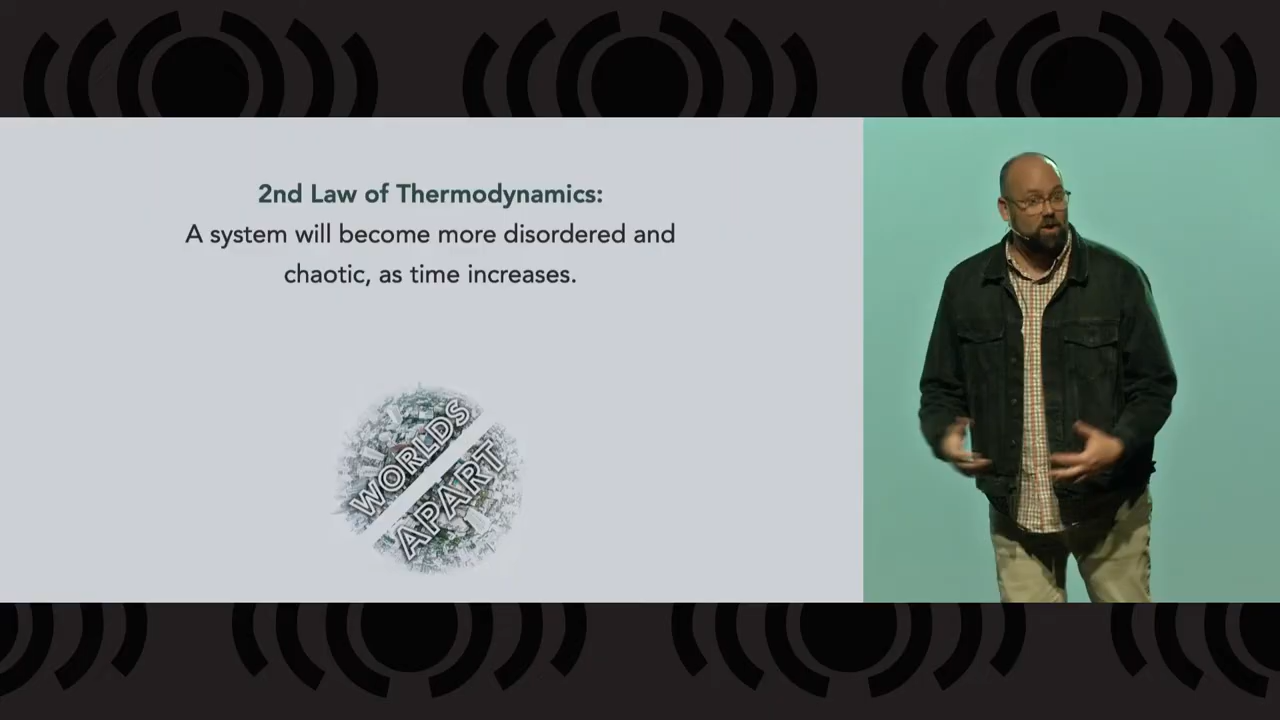 2nd Law of Thermodynamics:
A system will become more disordered and
chaotic, as time increases.
WORLDS
APART